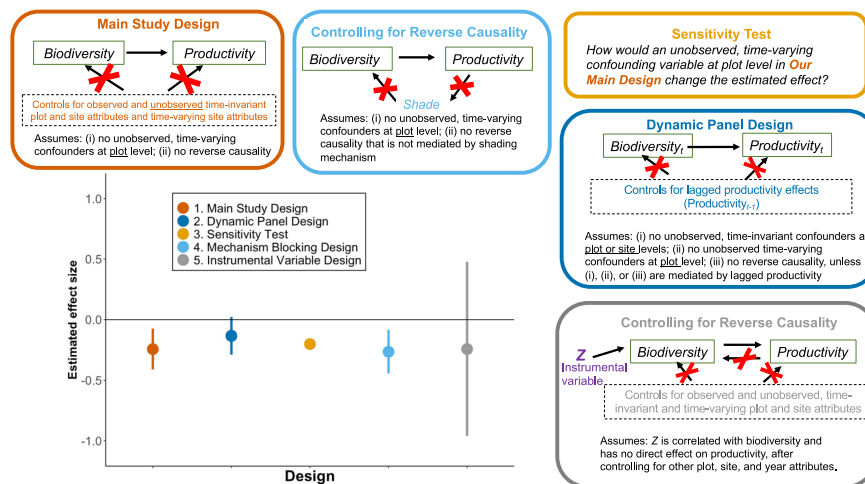 Main Study Design
Biodiversity
Productivity
Controls for observed and unobserved time-invariant
plot and site attributes and time-varying site attributes
Assumes: (i) no unobserved, time-varying
confounders at plot level; (ii) no reverse causality
Controlling for Reverse Causality
Biodiversity
Productivity
Shade
Assumes: (i) no unobserved, time-varying
confounders at plot level; (ii) no reverse
causality that is not mediated by shading
mechanism
Sensitivity Test
How would an unobserved, time-varying
confounding variable at plot level in Our
Main Design change the estimated effect?
Dynamic Panel Design
Biodiversityt
Productivityt
Controls for lagged productivity effects
(Productivityt-1)
Assumes: (i) no unobserved, time-invariant confounders a
plot or site levels; (ii) no unobserved time-varying
confounders at plot level; (iii) no reverse causality, unless
(i), (ii), or (iii) are mediated by lagged productivity
1. Main Study Design
2. Dynamic Panel Design
3. Sensitivity Test
4. Mechanism Blocking Design
5. Instrumental Variable Design
Estimated effect size
1.0
0.5
0.0
-0.5
-1.0
Design
Controlling for Reverse Causality
Z
Instrumental
variable
Biodiversity
Productivity
Controls for observed and unobserved, time-
invariant and time-varying plot and site attributes
Assumes: Z is correlated with biodiversity and
has no direct effect on productivity, after
controlling for other plot, site, and year attributes.